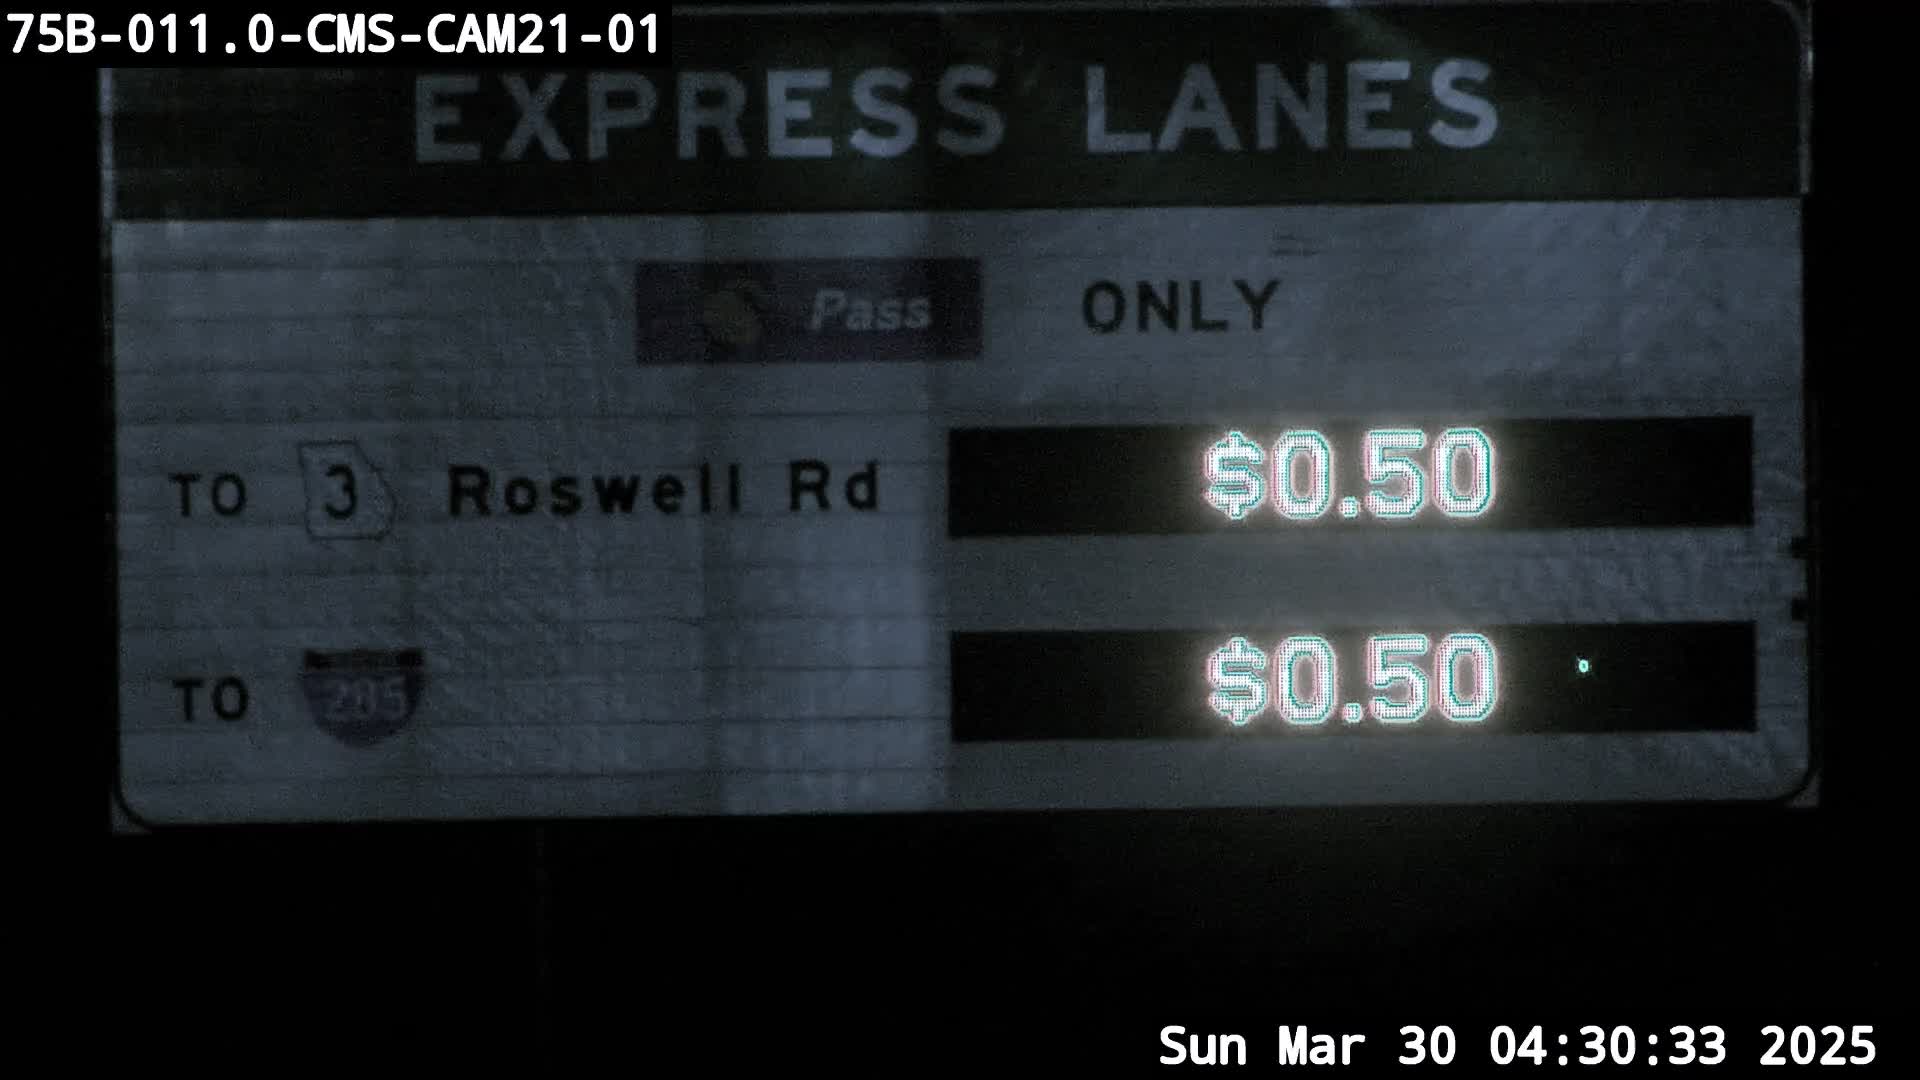 75B-011.0-CMS-CAM21-01
EXPRESS LANES
Pass ONLY
TO 3 Roswell Rd $0.50
TO 285 $0.50
Sun Mar 30 04:30:33 2025